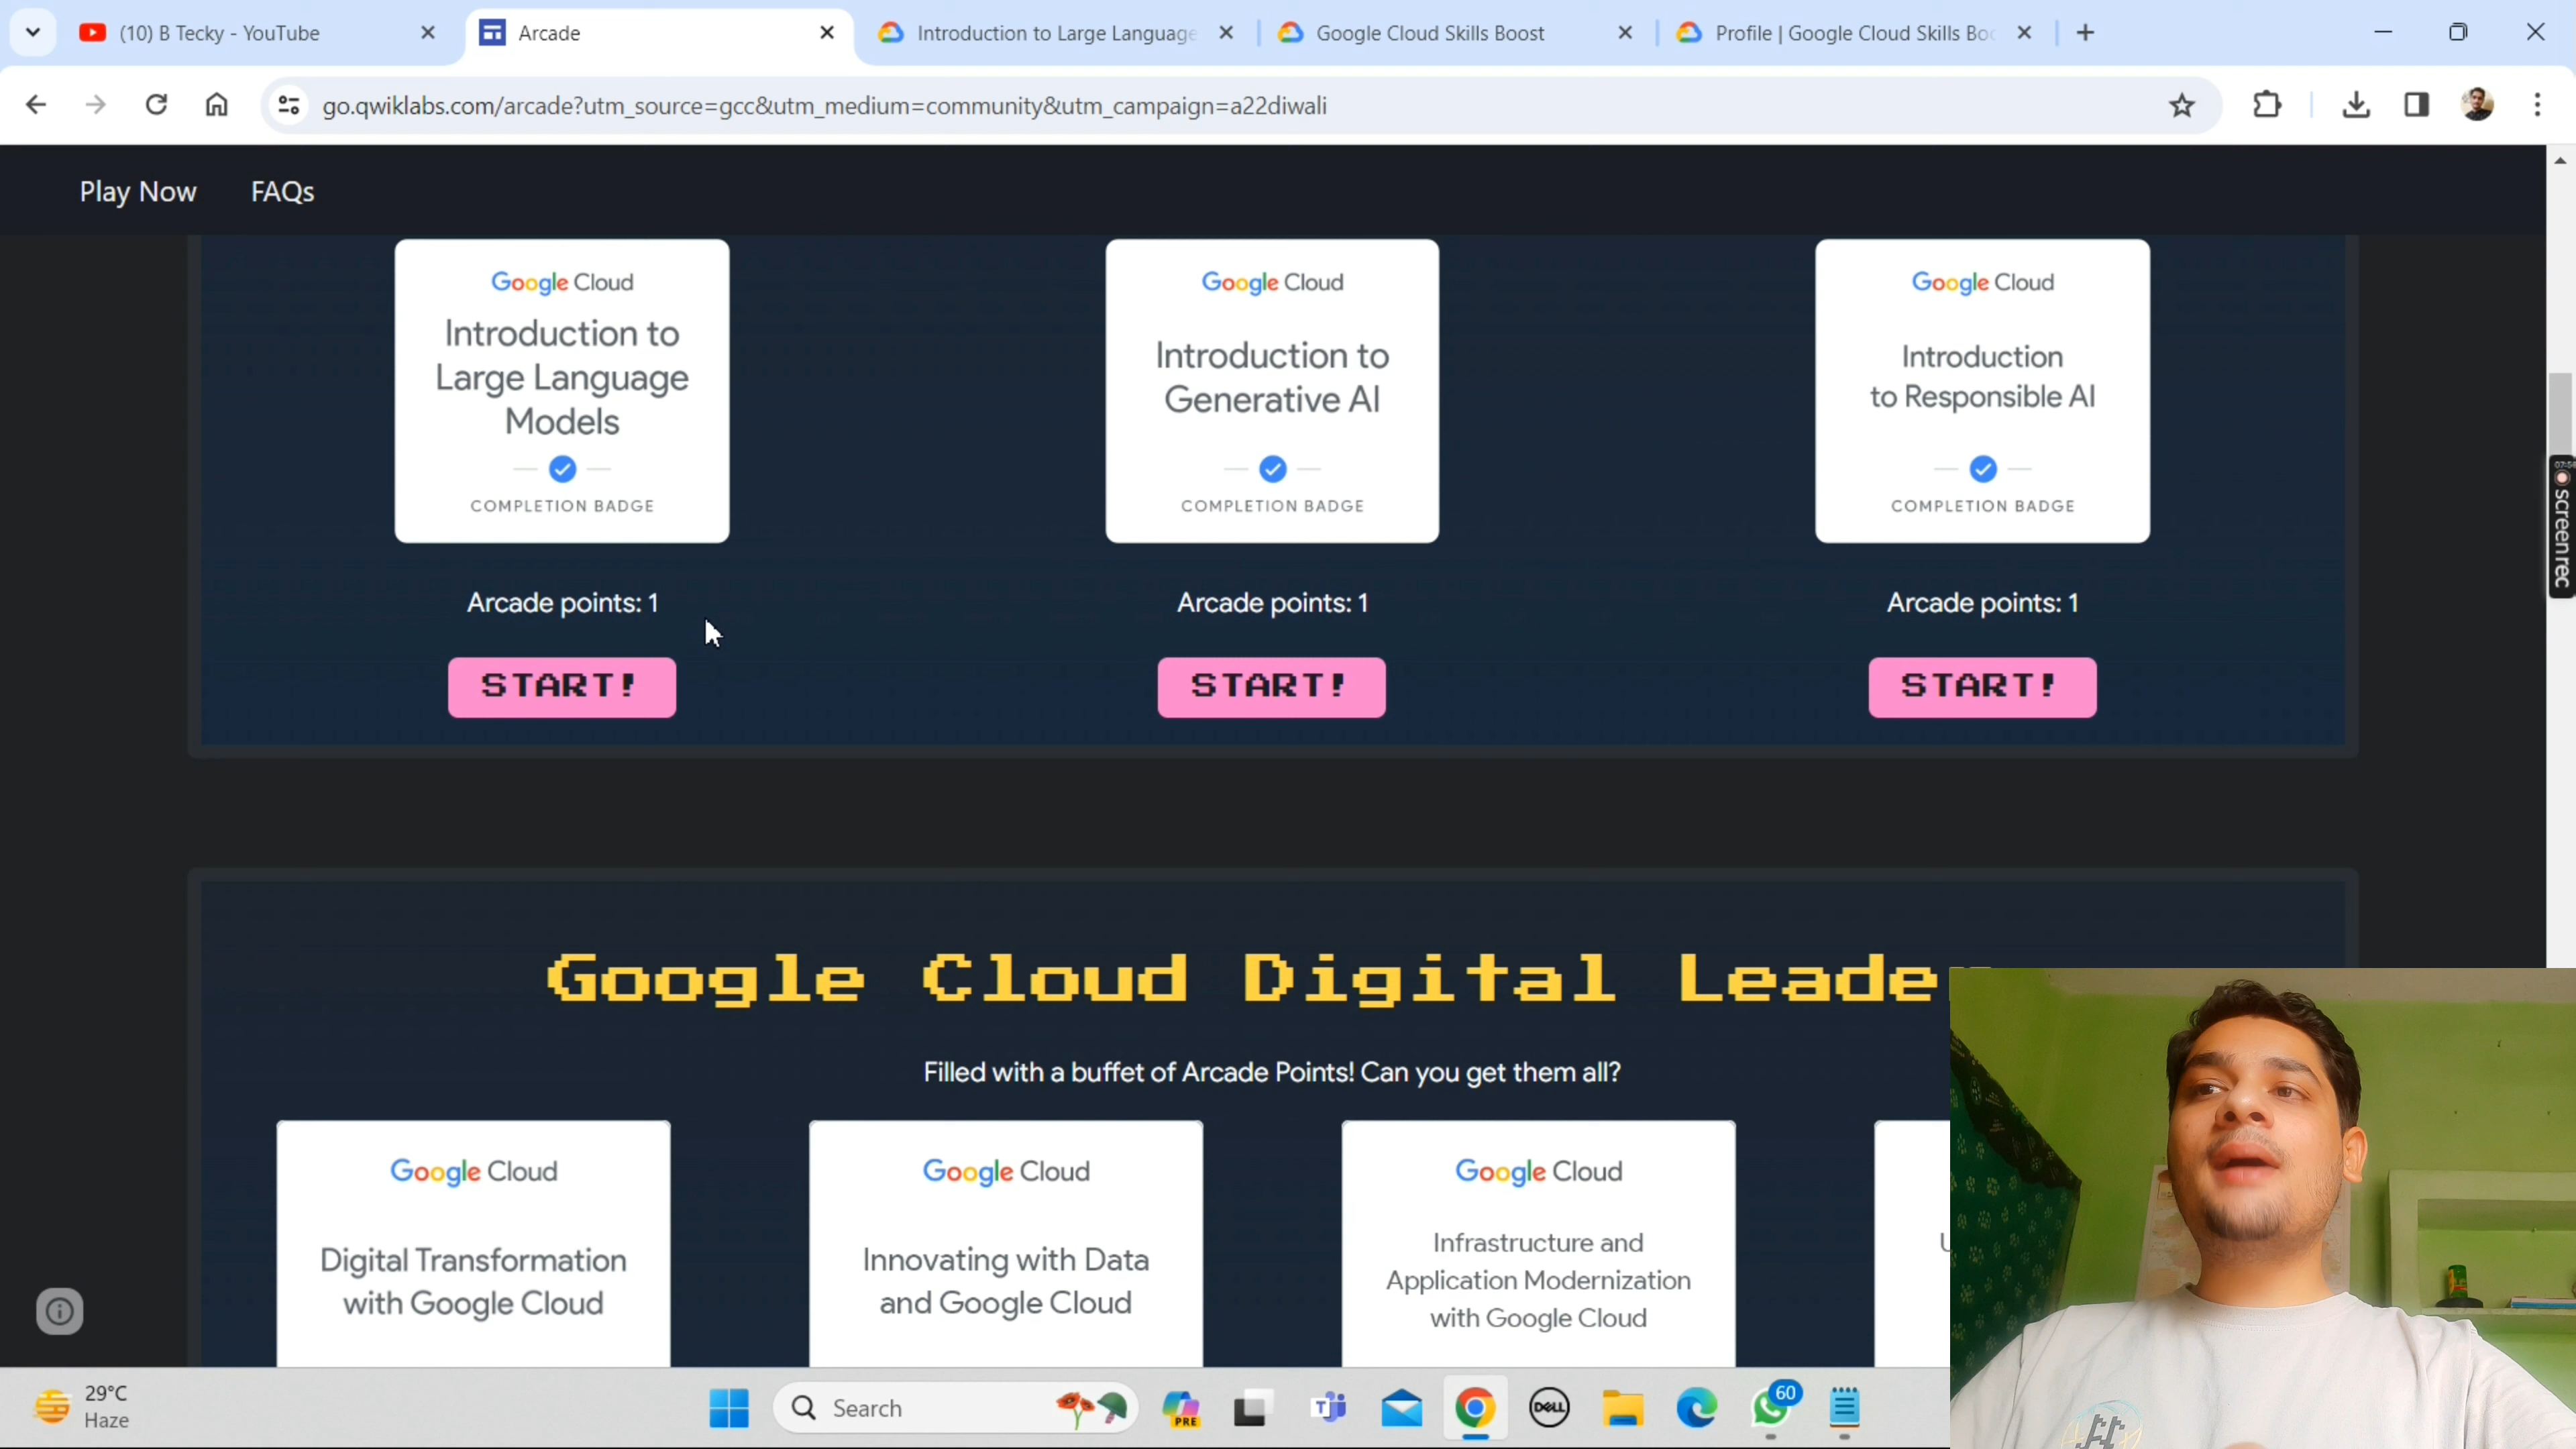 (10) B Tecky - YouTube
Arcade
Introduction to Large Language
Google Cloud Skills Boost
Profile | Google Cloud Skills Boo
go.qwiklabs.com/arcade?utm_source=gcc&utm_medium=community&utm_campaign=a22diwali
Play Now
FAQs
Google Cloud
Introduction to
Large Language
Models
COMPLETION BADGE
Arcade points: 1
START!
Google Cloud
Introduction to
Generative AI
COMPLETION BADGE
Arcade points: 1
START!
Google Cloud
Introduction
to Responsible AI
COMPLETION BADGE
Arcade points: 1
START!
screenrec
Google Cloud Digital Leade
Filled with a buffet of Arcade Points! Can you get them all?
Google Cloud
Digital Transformation
with Google Cloud
Google Cloud
Innovating with Data
and Google Cloud
Google Cloud
Infrastructure and
Application Modernization
with Google Cloud
29°C
Haze
Search
PRE
DELL
60